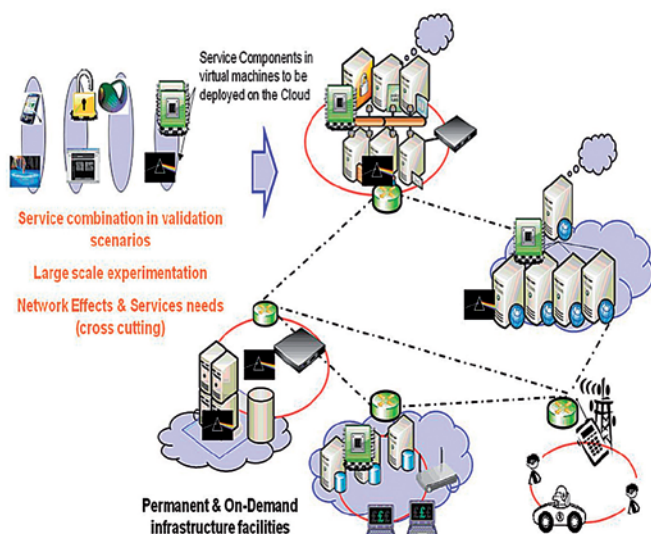 Service Components in
virtual machines to be
deployed on the Cloud
Service combination in validation
scenarios
Large scale experimentation
Network Effects & Services needs
(cross cutting)
Permanent & On-Demand
infrastructure facilities